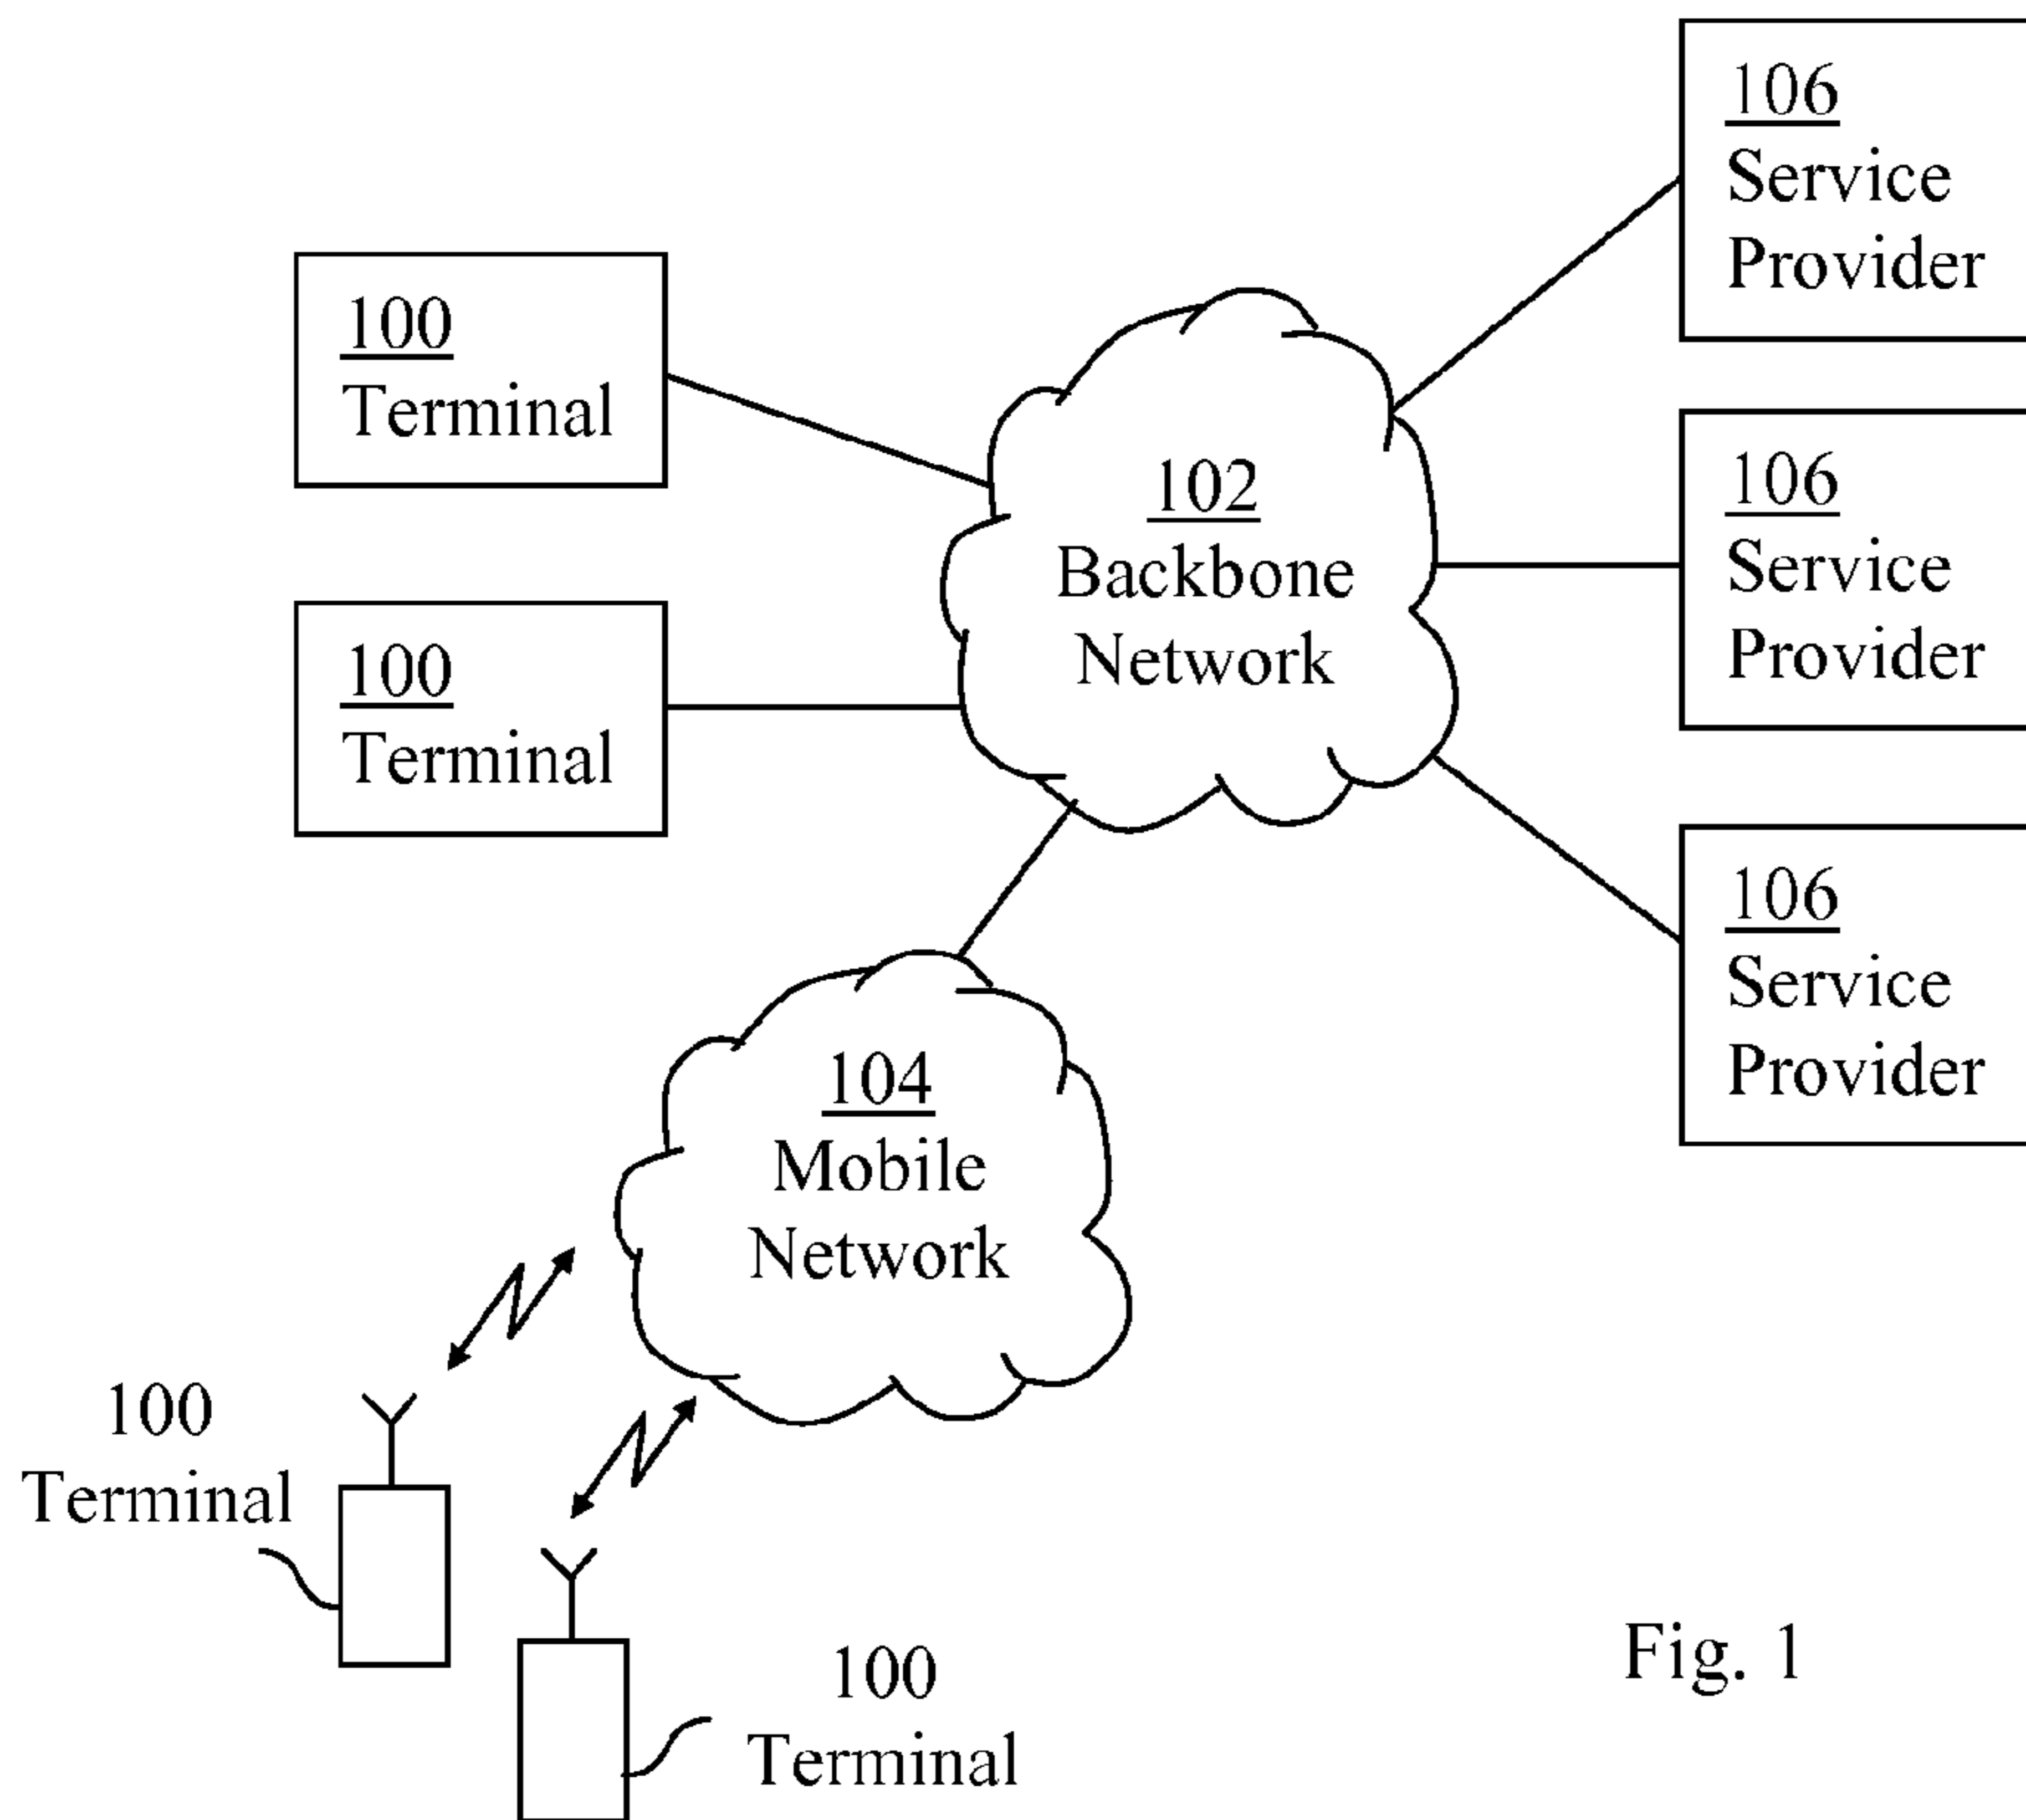 106
Service
Provider
100
Terminal
106
Service
Provider
102
Backbone
Network
100
Terminal
106
Service
Provider
104
Mobile
Network
100
Terminal
100
Terminal
Fig. 1